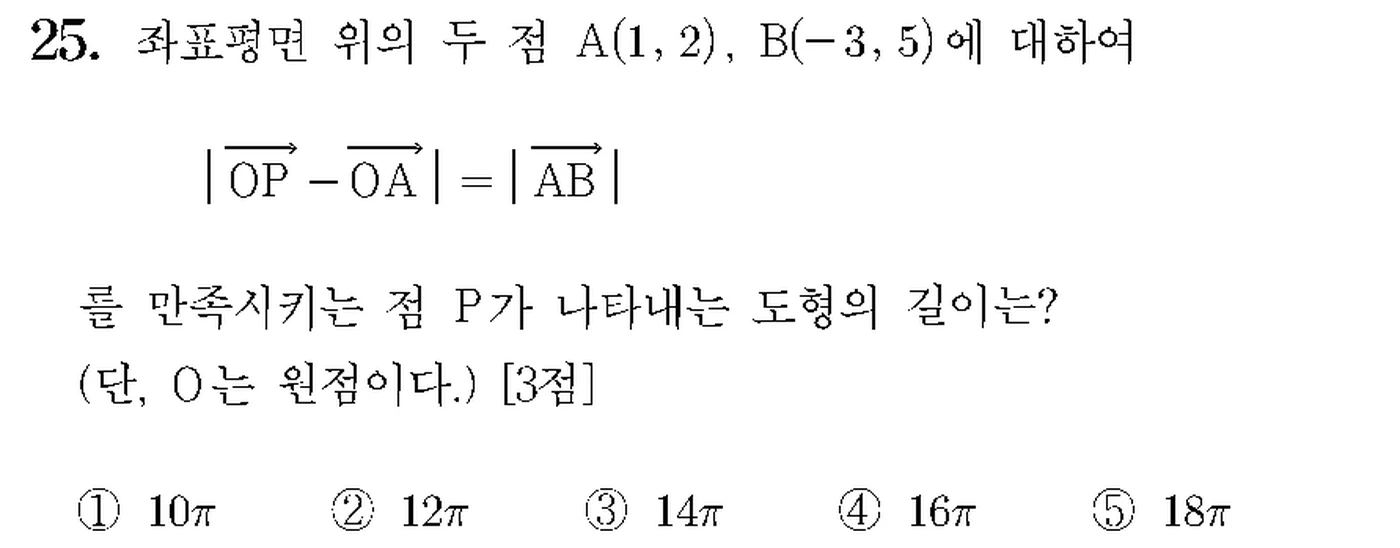 25. 좌표평면 위의 두 점 A(1, 2), B(−3, 5)에 대하여
|\overrightarrow{OP} − \overrightarrow{OA}| = |\overrightarrow{AB}|
를 만족시키는 점 P가 나타내는 도형의 길이는?
(단, O는 원점이다.) [3점]
① 10π ② 12π ③ 14π ④ 16π ⑤ 18π